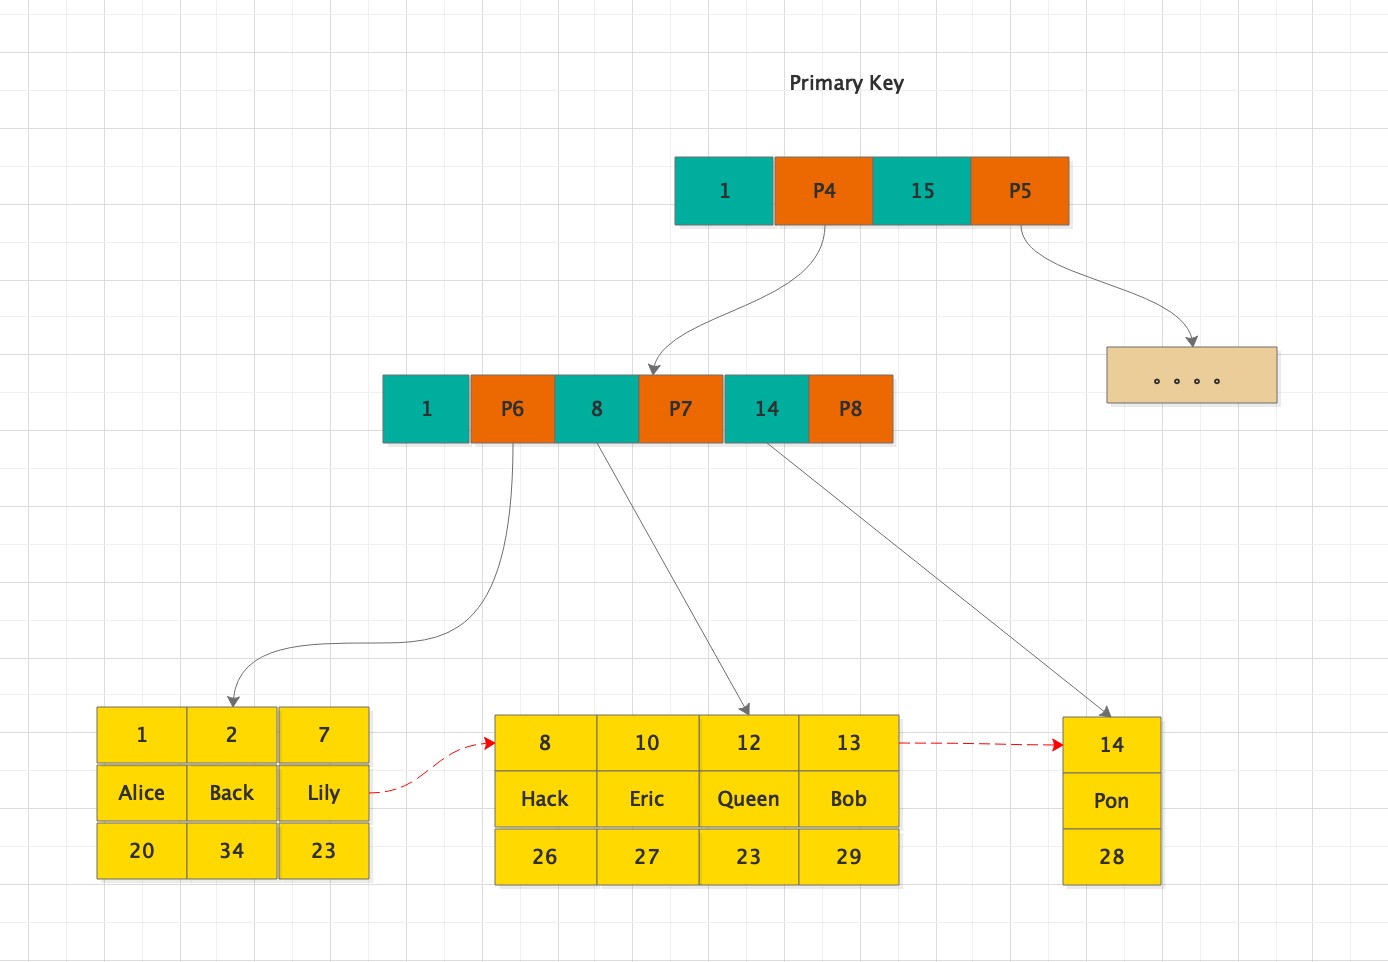 Primary Key
1 P4 15 P5
1 P6 8 P7 14 P8
1 2 7
Alice Back Lily
20 34 23
8 10 12 13
Hack Eric Queen Bob
26 27 23 29
14
Pon
28